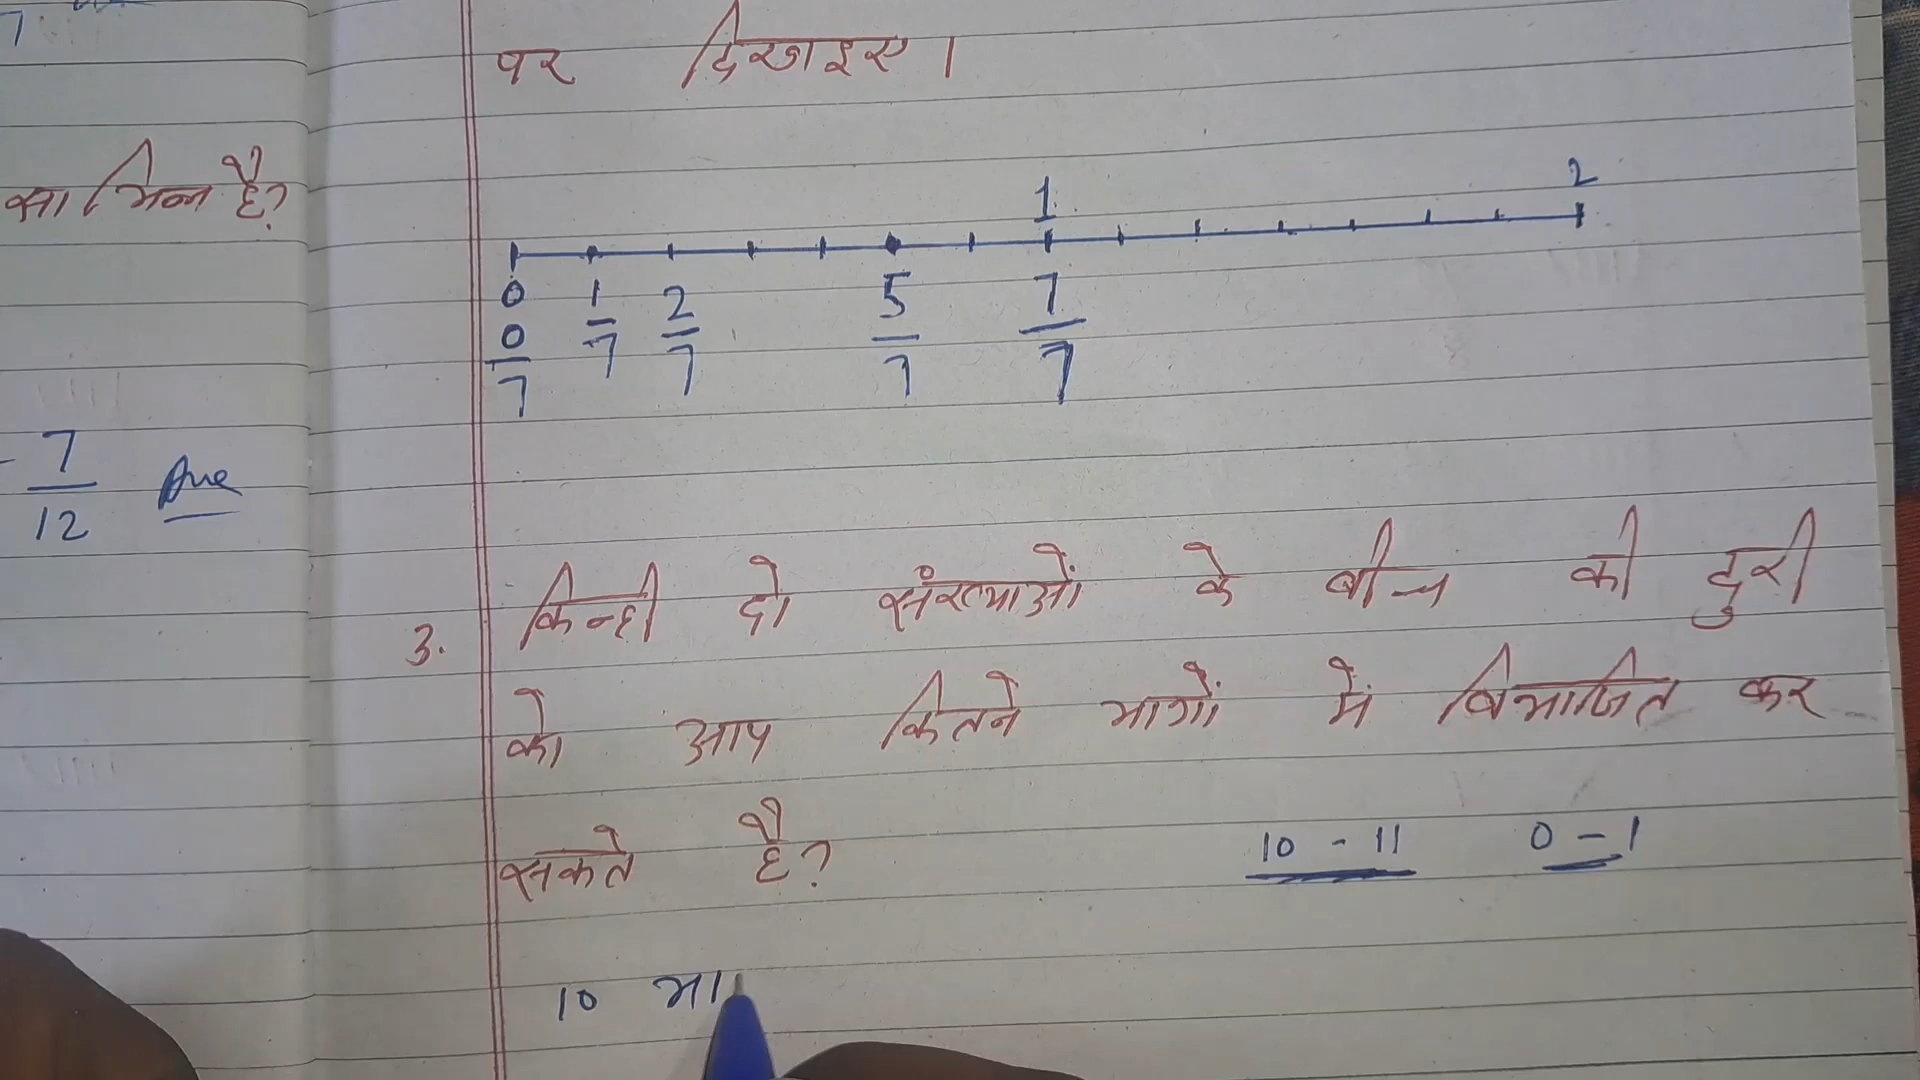 7
सा भिन्न है?
7
12
Ans
पर दिखाइए।
1 2
0 1 2 5 7
0 7 7 7 7
7
3. किन्ही दो संख्याओं के बीच की दुरी
को आप कितने भागों में विभाजित कर
सकते है?
10 - 11 0 - 1
10 भा